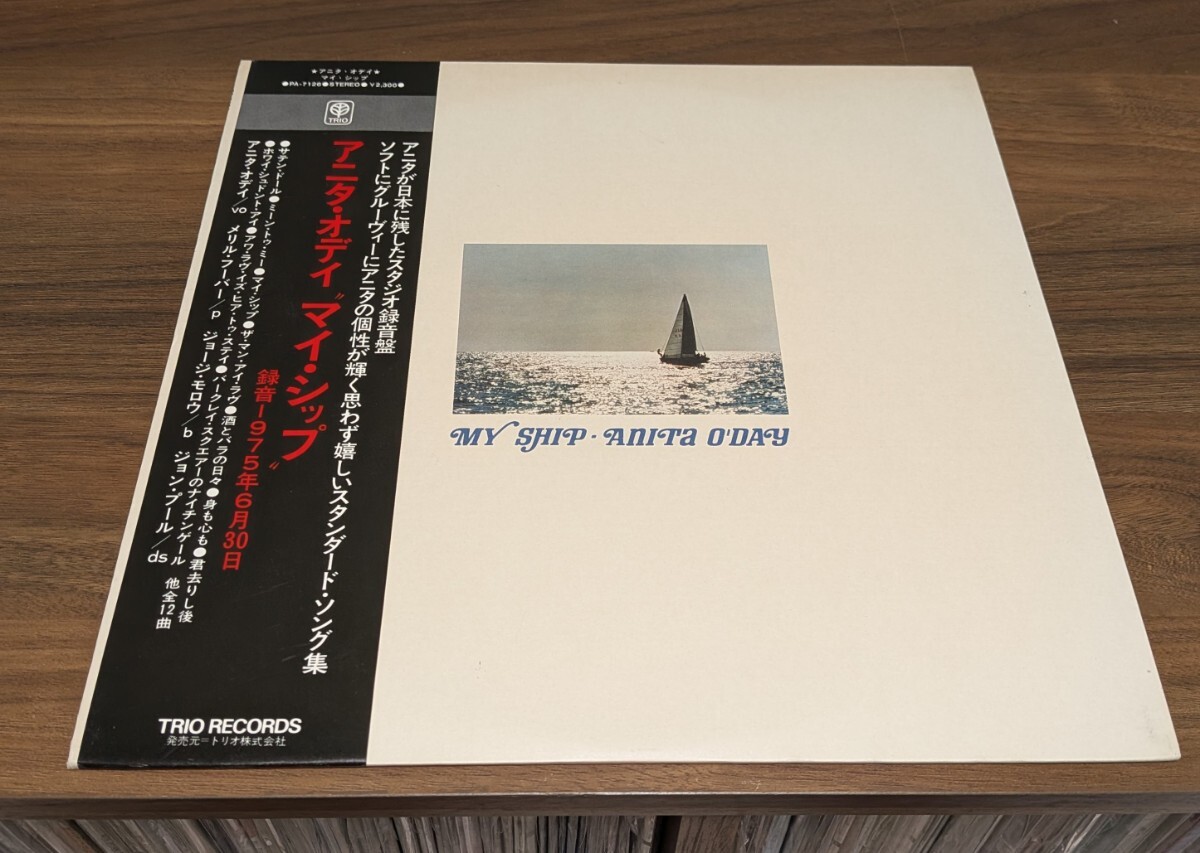 ★アニタ・オデイ★
マイ・シップ
●PA-7126●STEREO●¥2,300●
TRIO
アニタが日本に残したスタジオ録音盤
ソフトにグルーヴィーにアニタの個性が輝く思わず嬉しいスタンダード・ソング集
アニタ・オデイ〝マイ・シップ〟
録音ー1975年6月30日
●サテン・ドール●ミーン・トゥ・ミー●マイ・シップ●ザ・マン・アイ・ラヴ●酒とバラの日々●身も心も●君去りし後
●ホワイ・シュドント・アイ●アワ・ラヴ・イズ・ヒア・トゥ・ステイ●バークレイ・スクエアーのナイチンゲール 他全12曲
アニタ・オデイ/vo メリル・フーバー/p ジョージ・モロウ/b ジョン・プール/ds
TRIO RECORDS
発売元=トリオ株式会社
MY SHIP・ANITA O'DAY